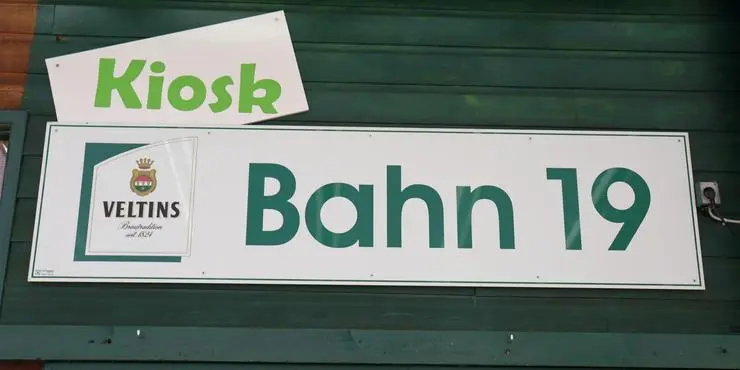 Kiosk
VELTINS
Brautradition
seit 1824
Bahn 19